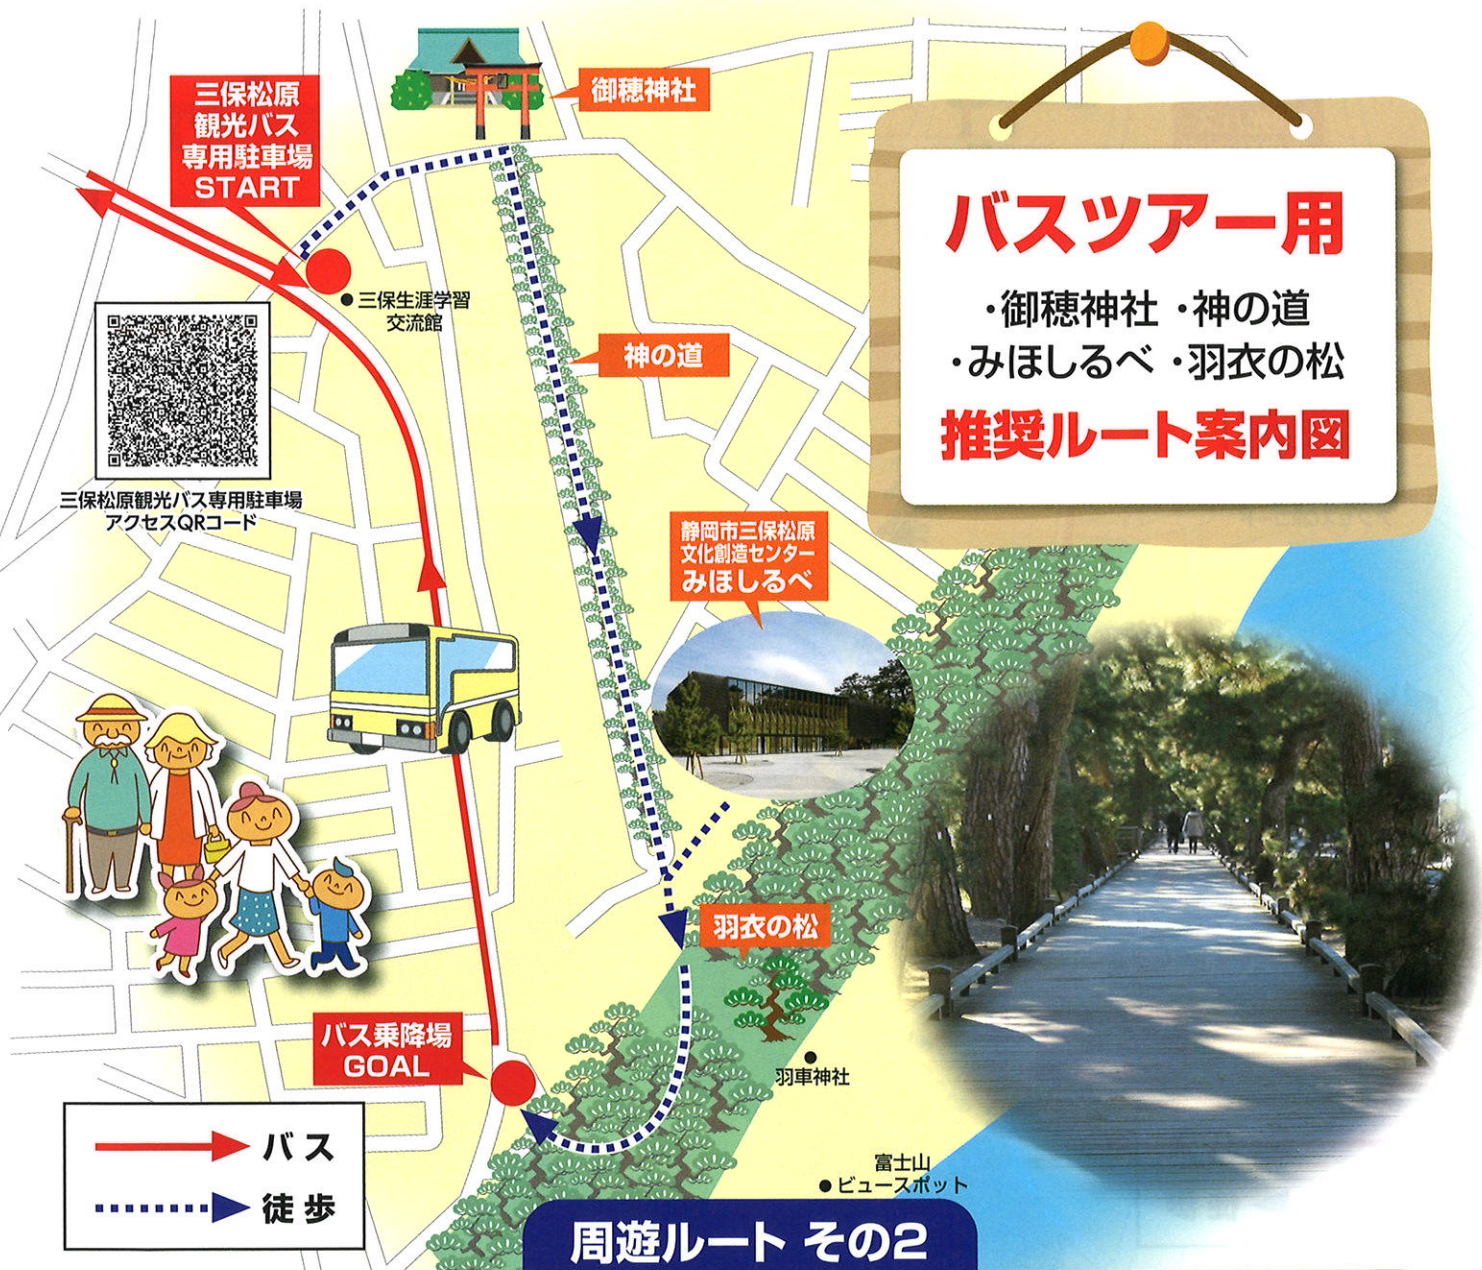 三保松原
観光バス
専用駐車場
START
御穂神社
バスツアー用
・御穂神社 ・神の道
・みほしるべ ・羽衣の松
推奨ルート案内図
●三保生涯学習
交流館
三保松原観光バス専用駐車場
アクセスQRコード
神の道
静岡市三保松原
文化創造センター
みほしるべ
羽衣の松
バス乗降場
GOAL
羽車神社
バス
徒歩
富士山
●ビュースポット
周遊ルート その2